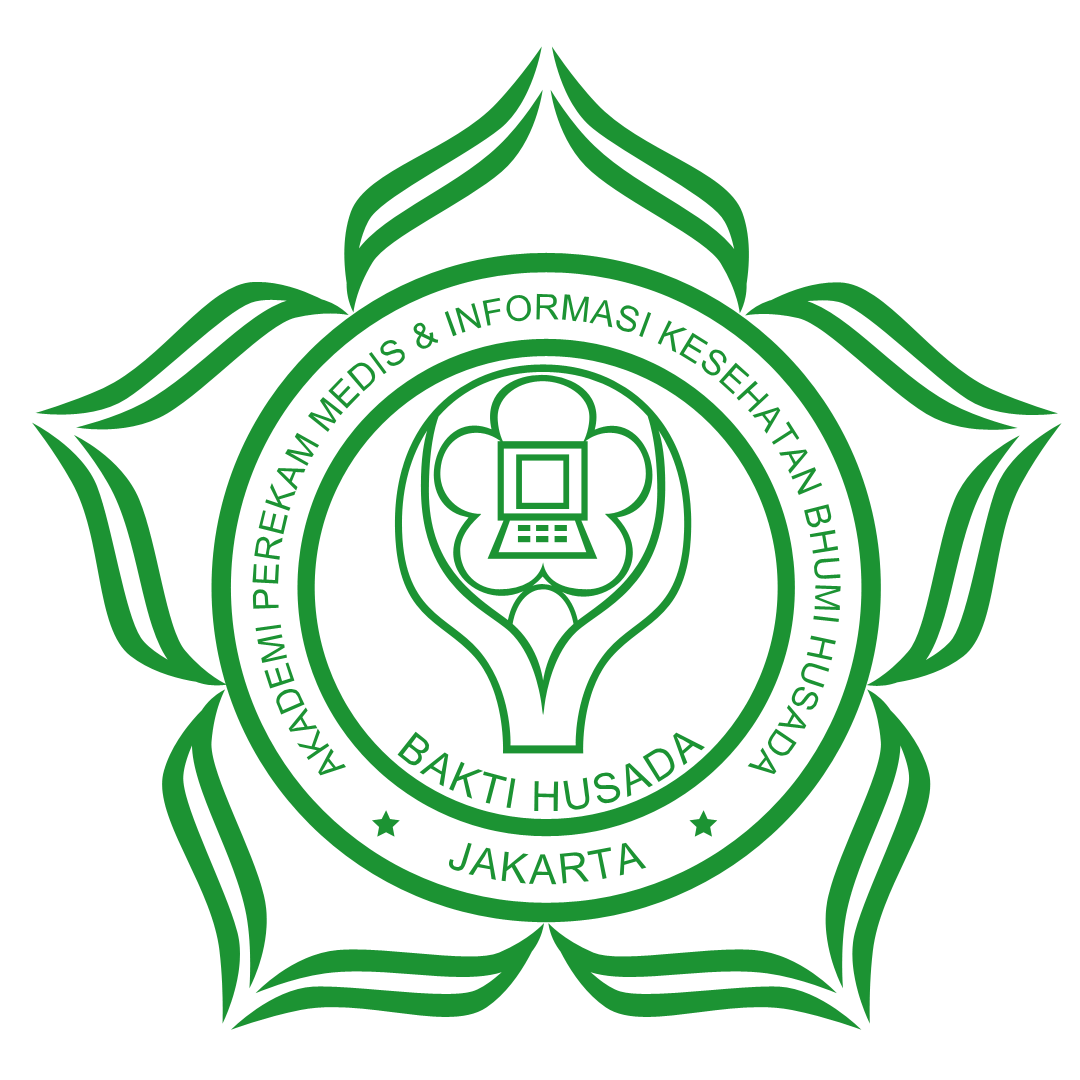 AKADEMI PEREKAM MEDIS & INFORMASI KESEHATAN BHUMI HUSADA
BAKTI HUSADA
JAKARTA